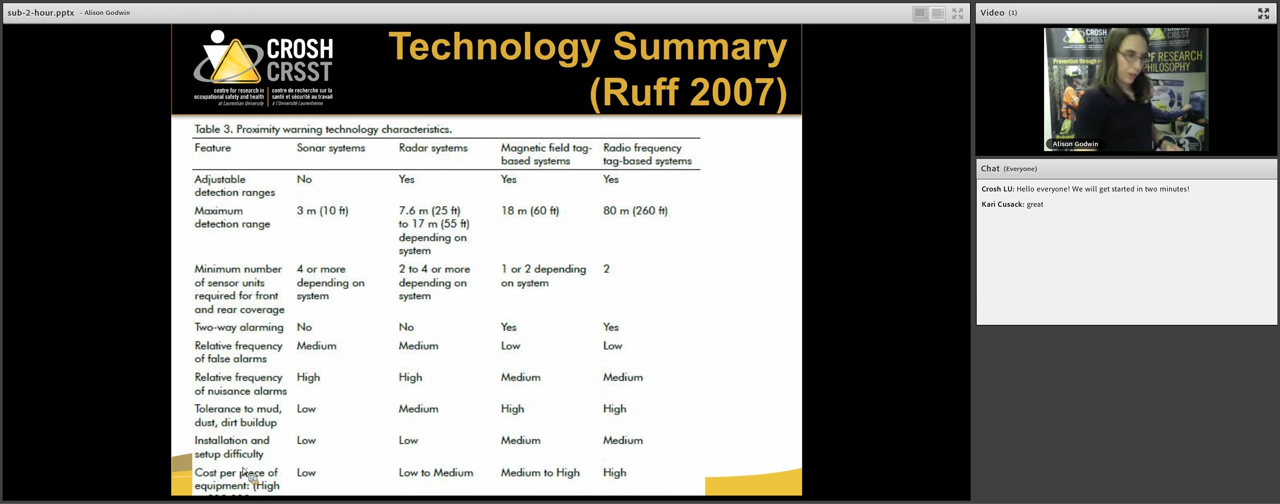 sub-2-hour.pptx - Alison Godwin
CROSH
CRSST
centre for research in
occupational safety and health
at Laurentian University
centre de recherche sur la
santé et sécurité au travail
à l'Université Laurentienne
Technology Summary
(Ruff 2007)
Table 3. Proximity warning technology characteristics.
Feature Sonar systems Radar systems Magnetic field tag-based systems Radio frequency tag-based systems
Adjustable detection ranges No Yes Yes Yes
Maximum detection range 3 m (10 ft) 7.6 m (25 ft) to 17 m (55 ft) depending on system 18 m (60 ft) 80 m (260 ft)
Minimum number of sensor units required for front and rear coverage 4 or more depending on system 2 to 4 or more depending on system 1 or 2 depending on system 2
Two-way alarming No No Yes Yes
Relative frequency of false alarms Medium Medium Low Low
Relative frequency of nuisance alarms High High Medium Medium
Tolerance to mud, dust, dirt buildup Low Medium High High
Installation and setup difficulty Low Low Medium Medium
Cost per piece of equipment: (High Low Low to Medium Medium to High High
Video (1)
Prevention through
RESEARCH
PHILOSOPHY
Alison Godwin
Chat (Everyone)
Crosh LU: Hello everyone! We will get started in two minutes!
Kari Cusack: great